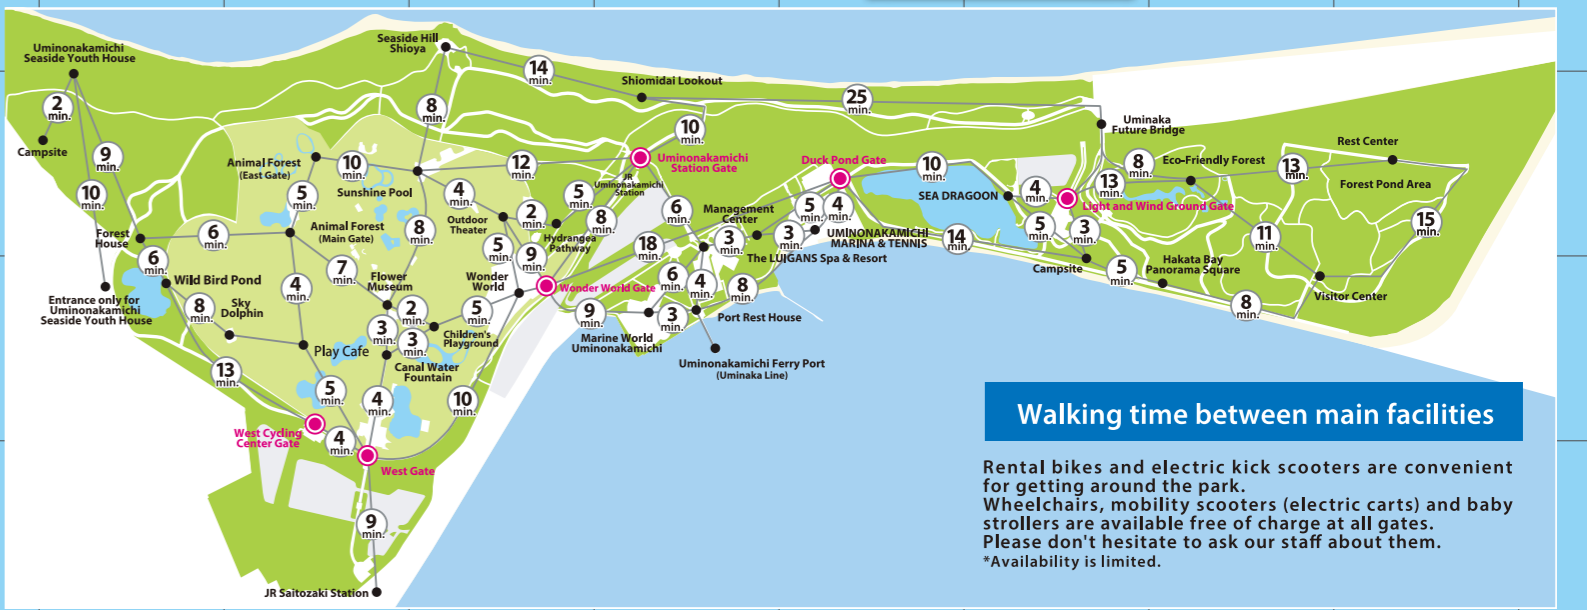 Uminonakamichi
Seaside Youth House
2
min.
Campsite
9
min.
10
min.
Seaside Hill
Shioya
14
min.
Shiomidai Lookout
25
min.
8
min.
10
min.
Animal Forest
(East Gate)
10
min.
12
min.
Uminonakamichi
Station Gate
JR
Uminonakamichi
Station
Sunshine Pool
5
min.
4
min.
Outdoor
Theater
2
min.
5
min.
8
min.
Hydrangea
Pathway
6
min.
Duck Pond Gate
10
min.
SEA DRAGOON
4
min.
Uminaka
Future Bridge
8
min.
Eco-Friendly Forest
13
min.
Light and Wind Ground Gate
13
min.
Rest Center
Forest Pond Area
15
min.
11
min.
Forest
House
6
min.
Animal Forest
(Main Gate)
8
min.
5
min.
9
min.
18
min.
Management
Center
3
min.
5
min.
4
min.
3
min.
UMINONAKAMICHI
MARINA & TENNIS
The LUIGANS Spa & Resort
14
min.
5
min.
3
min.
Campsite
5
min.
Hakata Bay
Panorama Square
8
min.
Visitor Center
6
min.
Wild Bird Pond
Entrance only for
Uminonakamichi
Seaside Youth House
8
min.
Sky
Dolphin
4
min.
7
min.
Flower
Museum
2
min.
Wonder
World
5
min.
Wonder World Gate
9
min.
6
min.
4
min.
8
min.
3
min.
Port Rest House
Marine World
Uminonakamichi
Uminonakamichi Ferry Port
(Uminaka Line)
Play Cafe
3
min.
3
min.
Children's
Playground
Canal Water
Fountain
13
min.
5
min.
4
min.
10
min.
West Cycling
Center Gate
4
min.
West Gate
9
min.
JR Saitozaki Station
Walking time between main facilities
Rental bikes and electric kick scooters are convenient
for getting around the park.
Wheelchairs, mobility scooters (electric carts) and baby
strollers are available free of charge at all gates.
Please don't hesitate to ask our staff about them.
*Availability is limited.